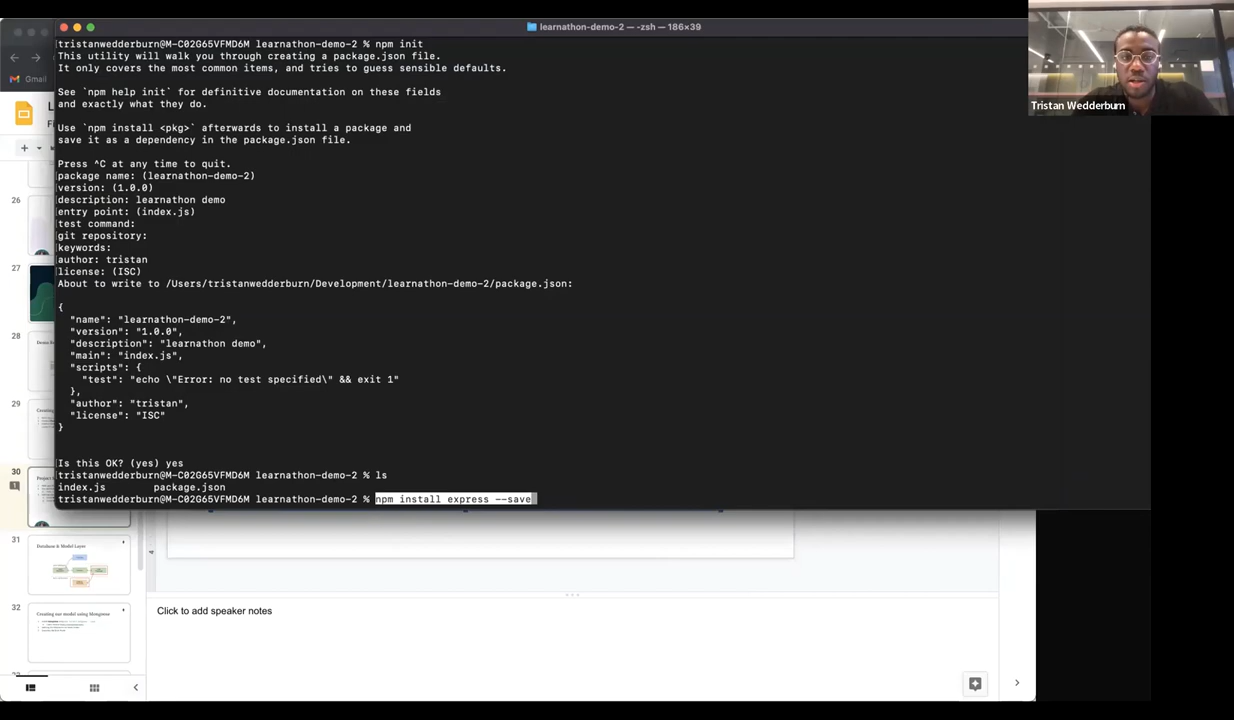 learnathon-demo-2 — -zsh — 186×39
tristanwedderburn@M-C02G65VFMD6M learnathon-demo-2 % npm init
This utility will walk you through creating a package.json file.
It only covers the most common items, and tries to guess sensible defaults.
See `npm help init` for definitive documentation on these fields
and exactly what they do.
Use `npm install <pkg>` afterwards to install a package and
save it as a dependency in the package.json file.
Press ^C at any time to quit.
package name: (learnathon-demo-2)
version: (1.0.0)
description: learnathon demo
entry point: (index.js)
test command:
git repository:
keywords:
author: tristan
license: (ISC)
About to write to /Users/tristanwedderburn/Development/learnathon-demo-2/package.json:
{
"name": "learnathon-demo-2",
"version": "1.0.0",
"description": "learnathon demo",
"main": "index.js",
"scripts": {
"test": "echo \"Error: no test specified\" && exit 1"
},
"author": "tristan",
"license": "ISC"
}
Is this OK? (yes) yes
tristanwedderburn@M-C02G65VFMD6M learnathon-demo-2 % ls
index.js package.json
tristanwedderburn@M-C02G65VFMD6M learnathon-demo-2 % npm install express --save
Tristan Wedderburn
Gmail
26
27
28
29
30
1
31
Database & Model Layer
32
Creating our model using Mongoose
Click to add speaker notes